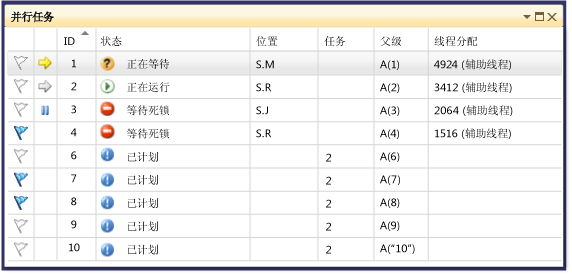 并行任务
ID 状态 位置 任务 父级 线程分配
1 正在等待 S.M A(1) 4924 (辅助线程)
2 正在运行 S.R A(2) 3412 (辅助线程)
3 等待死锁 S.J A(3) 2064 (辅助线程)
4 等待死锁 S.R A(4) 1516 (辅助线程)
6 已计划 2 A(6)
7 已计划 2 A(7)
8 已计划 2 A(8)
9 已计划 2 A(9)
10 已计划 2 A("10")